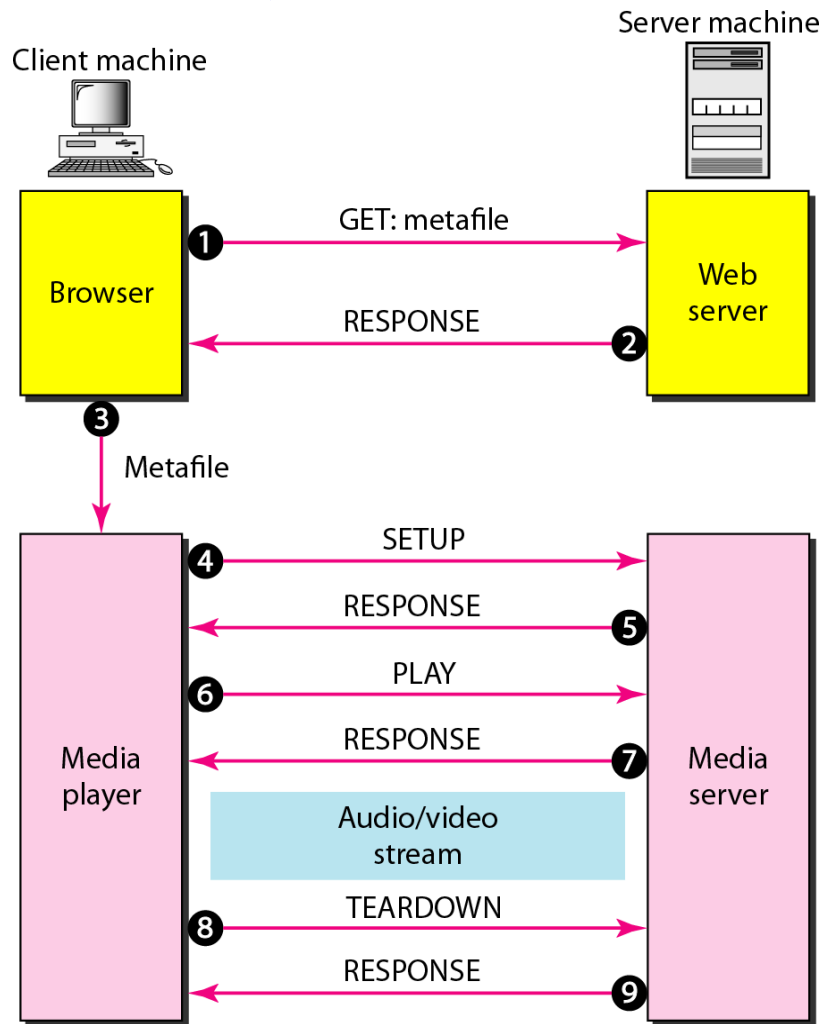 Server machine
Client machine
GET: metafile
1
Browser
Web
server
RESPONSE
2
3
Metafile
SETUP
4
RESPONSE
5
PLAY
6
RESPONSE
7
Media
player
Media
server
Audio/video
stream
TEARDOWN
8
RESPONSE
9